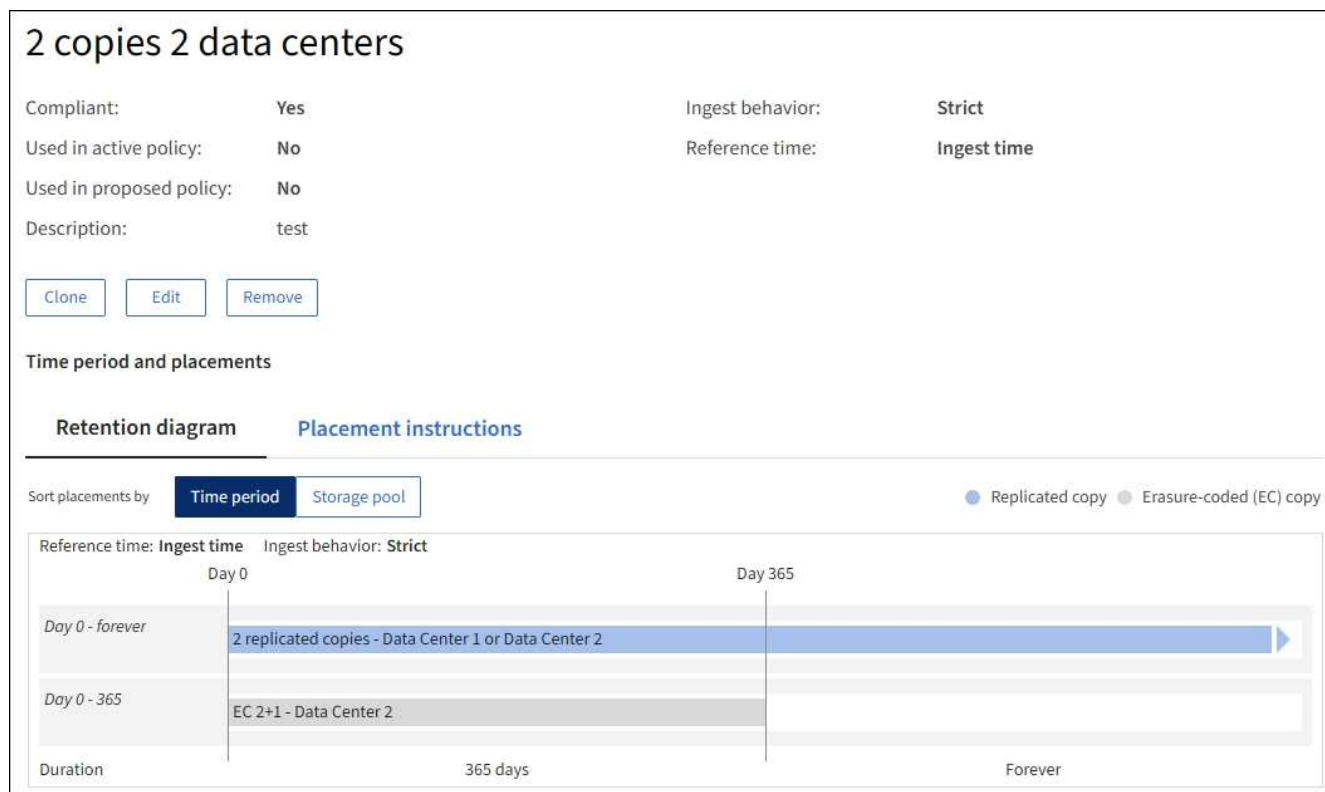 2 copies 2 data centers
Compliant: Yes Ingest behavior: Strict
Used in active policy: No Reference time: Ingest time
Used in proposed policy: No
Description: test
Clone Edit Remove
Time period and placements
Retention diagram Placement instructions
Sort placements by Time period Storage pool Replicated copy Erasure-coded (EC) copy
Reference time: Ingest time Ingest behavior: Strict
Day 0 Day 365
Day 0 - forever
2 replicated copies - Data Center 1 or Data Center 2
Day 0 - 365
EC 2+1 - Data Center 2
Duration 365 days Forever